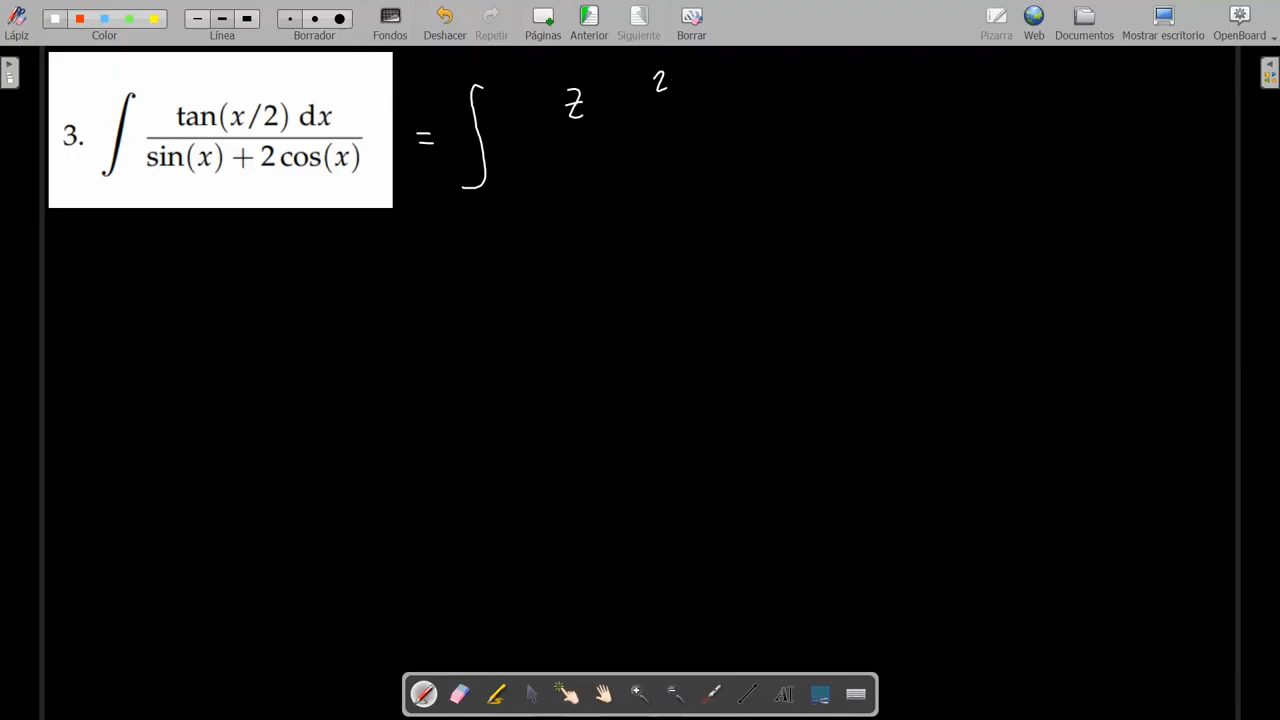 Lápiz Color Línea Borrador Fondos Deshacer Repetir Páginas Anterior Siguiente Borrar Pizarra Web Documentos Mostrar escritorio OpenBoard
3. ∫ tan(x/2) dx / sin(x) + 2 cos(x) = ∫ z 2
AI